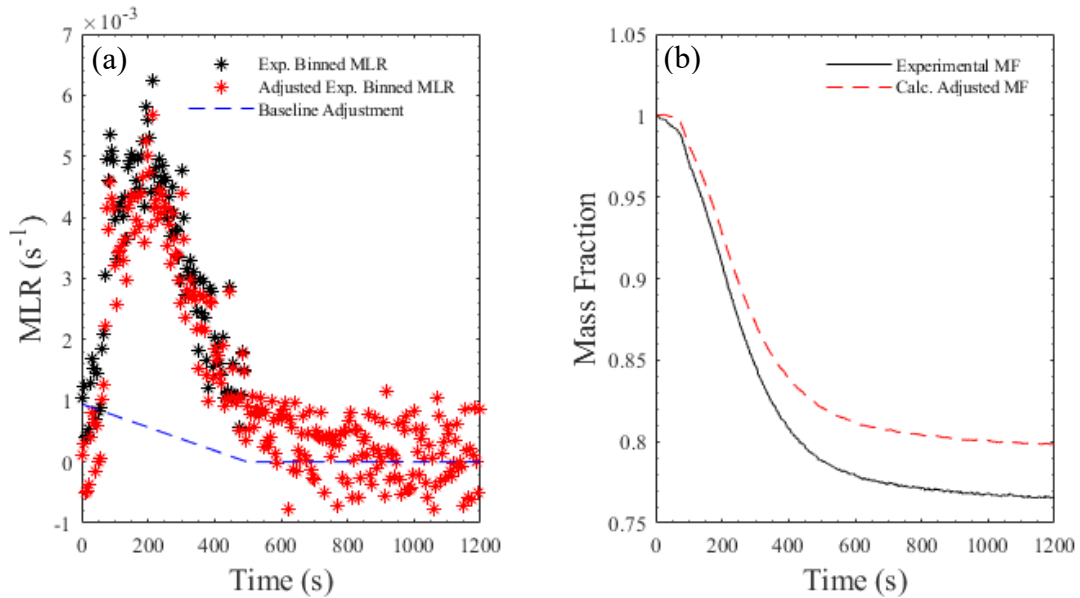 ×10⁻³
(a)
Exp. Binned MLR
Adjusted Exp. Binned MLR
Baseline Adjustment
7
6
5
4
3
2
1
0
-1
MLR (s⁻¹)
0 200 400 600 800 1000 1200
Time (s)
(b)
Experimental MF
Calc. Adjusted MF
1.05
1
0.95
0.9
0.85
0.8
0.75
Mass Fraction
0 200 400 600 800 1000 1200
Time (s)